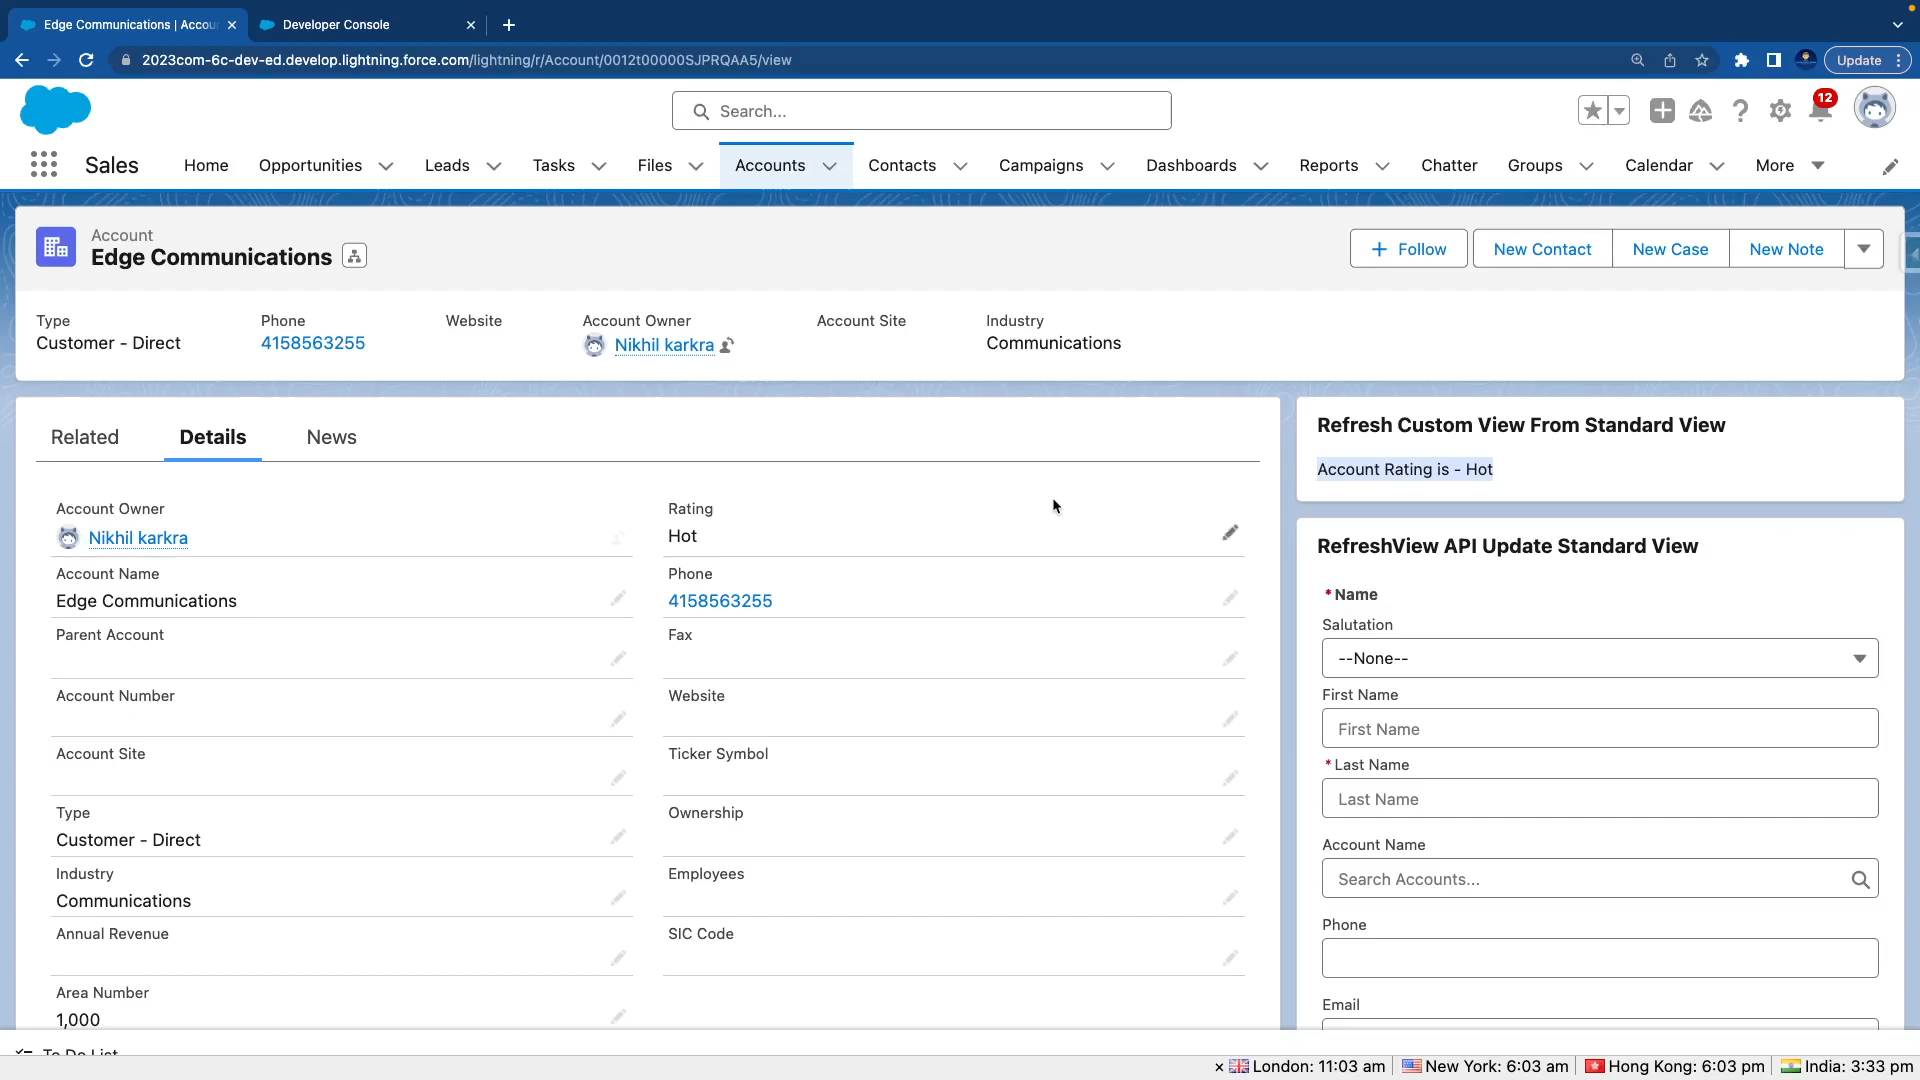 Edge Communications | Accou
Developer Console
2023com-6c-dev-ed.develop.lightning.force.com/lightning/r/Account/0012t00000SJPRQAA5/view
Update
Search...
12
Sales
Home
Opportunities
Leads
Tasks
Files
Accounts
Contacts
Campaigns
Dashboards
Reports
Chatter
Groups
Calendar
More
Account
Edge Communications
Follow
New Contact
New Case
New Note
Type
Customer - Direct
Phone
4158563255
Website
Account Owner
Nikhil karkra
Account Site
Industry
Communications
Related
Details
News
Account Owner
Nikhil karkra
Rating
Hot
Account Name
Edge Communications
Phone
4158563255
Parent Account
Fax
Account Number
Website
Account Site
Ticker Symbol
Type
Customer - Direct
Ownership
Industry
Communications
Employees
Annual Revenue
SIC Code
Area Number
1,000
Refresh Custom View From Standard View
Account Rating is - Hot
RefreshView API Update Standard View
* Name
Salutation
--None--
First Name
First Name
* Last Name
Last Name
Account Name
Search Accounts...
Phone
Email
To Do List
× London: 11:03 am
New York: 6:03 am
Hong Kong: 6:03 pm
India: 3:33 pm